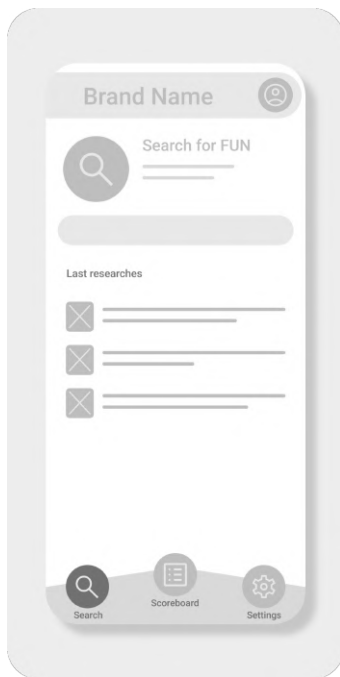 Brand Name
Search for FUN
Last researches
Search
Scoreboard
Settings